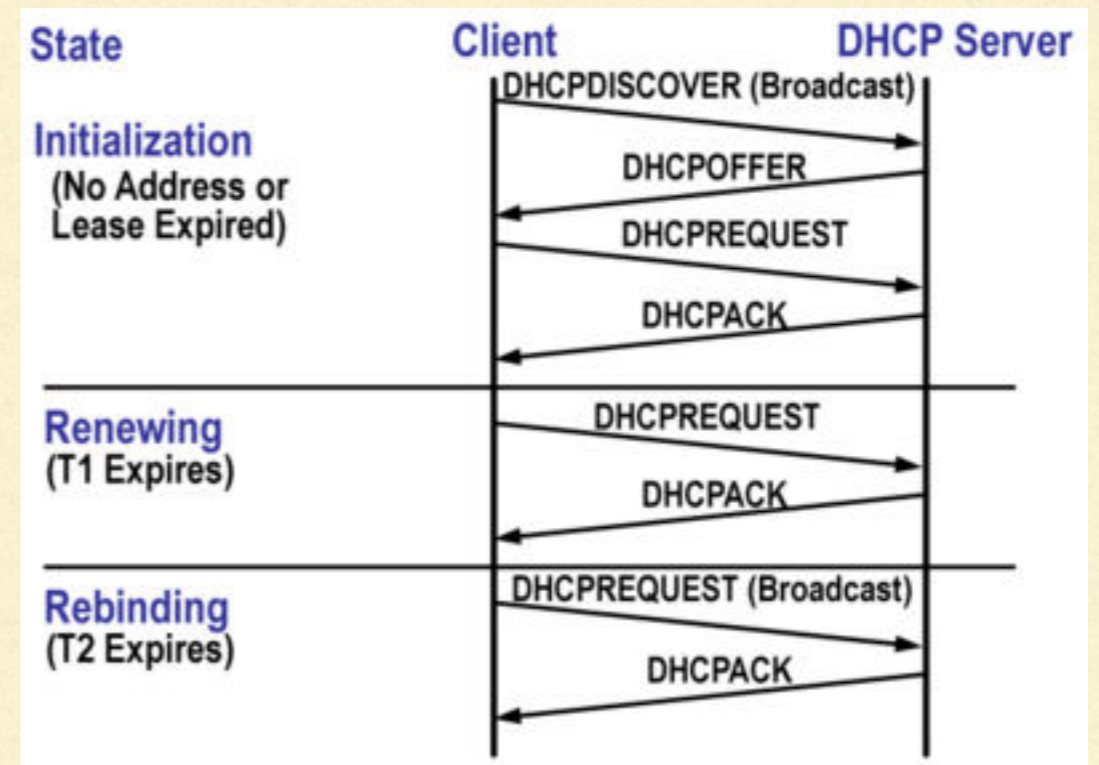 State
Client
DHCP Server
DHCPDISCOVER (Broadcast)
Initialization
(No Address or
Lease Expired)
DHCPOFFER
DHCPREQUEST
DHCPACK
Renewing
(T1 Expires)
DHCPREQUEST
DHCPACK
Rebinding
(T2 Expires)
DHCPREQUEST (Broadcast)
DHCPACK